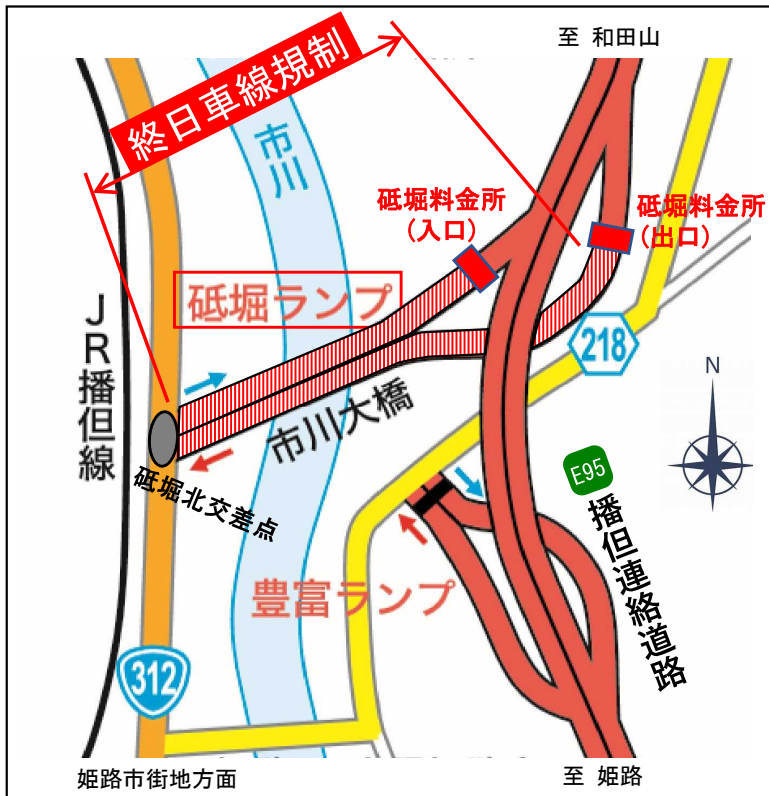 至 和田山
終日車線規制
市川
砥堀料金所
(入口)
砥堀料金所
(出口)
砥堀ランプ
JR播但線
218
市川大橋
N
砥堀北交差点
E95
播但連絡道路
豊富ランプ
312
姫路市街地方面
至 姫路